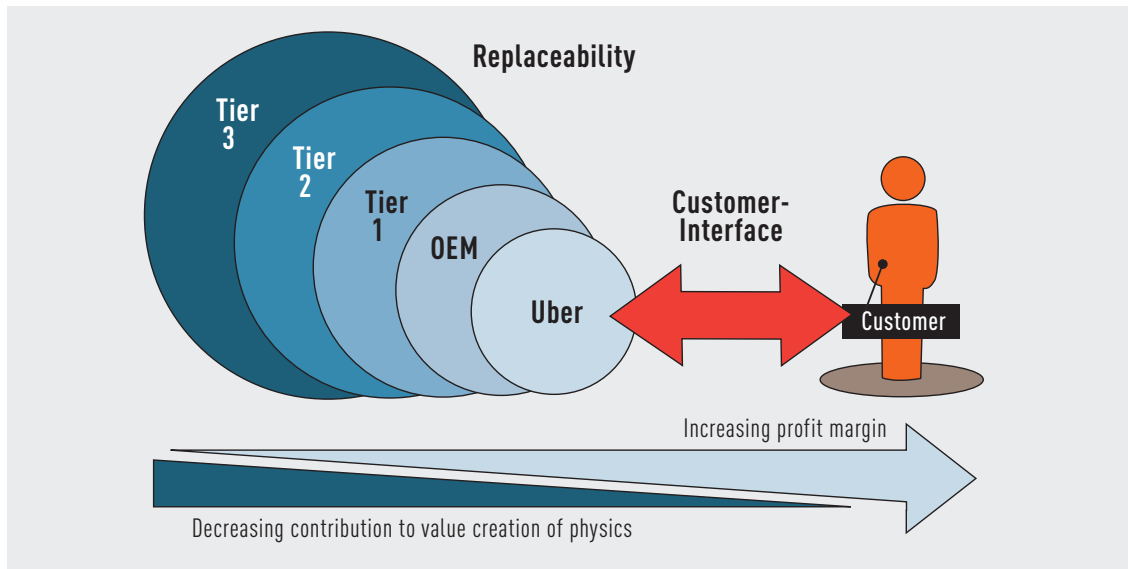 Replaceability
Tier
3
Tier
2
Tier
1
OEM
Uber
Customer-
Interface
Customer
Increasing profit margin
Decreasing contribution to value creation of physics